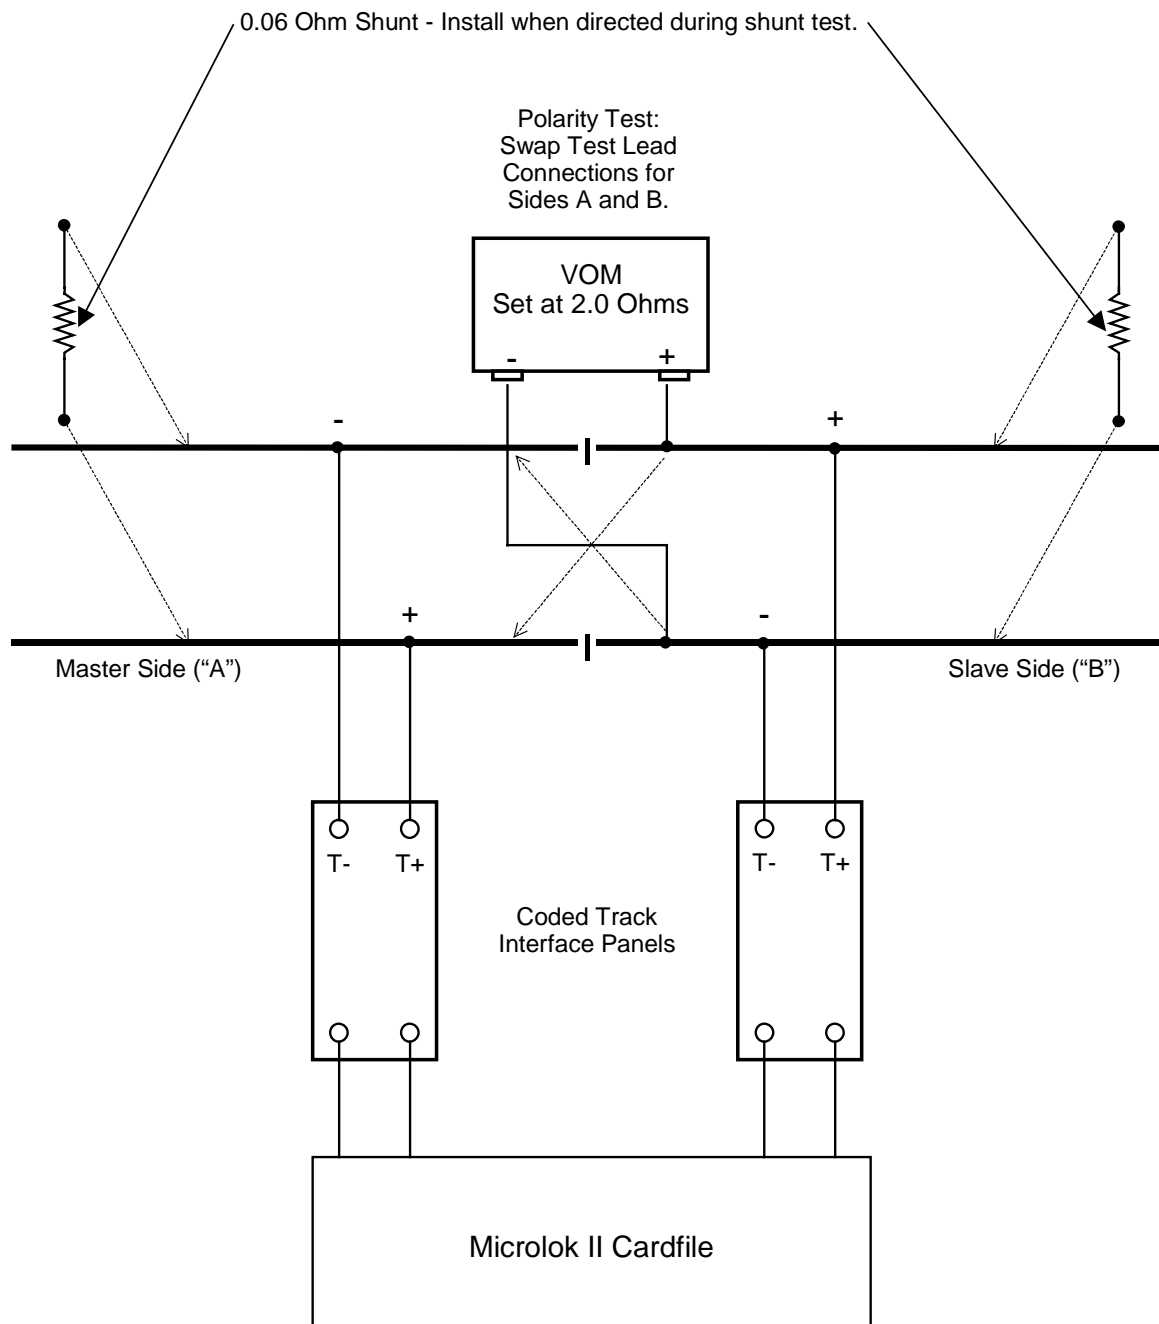 0.06 Ohm Shunt - Install when directed during shunt test.
Polarity Test:
Swap Test Lead
Connections for
Sides A and B.
VOM
Set at 2.0 Ohms
- +
- +
+ -
Master Side (“A”) Slave Side (“B”)
T- T+ T- T+
Coded Track
Interface Panels
Microlok II Cardfile